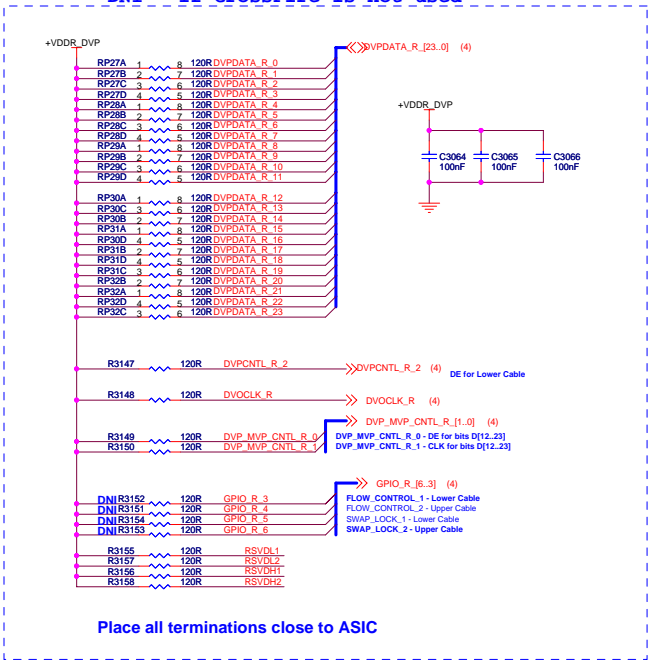 DNI - if CROSSFIRE is not used
+VDDR_DVP
DVPDATA_R_[23..0] (4)
RP27A 1 8 120R DVPDATA_R_0
RP27B 2 7 120R DVPDATA_R_1
RP27C 3 6 120R DVPDATA_R_2
RP27D 4 5 120R DVPDATA_R_3
RP28A 1 8 120R DVPDATA_R_4
RP28B 2 7 120R DVPDATA_R_5
RP28C 3 6 120R DVPDATA_R_6
RP28D 4 5 120R DVPDATA_R_7
RP29A 1 8 120R DVPDATA_R_8
RP29B 2 7 120R DVPDATA_R_9
RP29C 3 6 120R DVPDATA_R_10
RP29D 4 5 120R DVPDATA_R_11
RP30A 1 8 120R DVPDATA_R_12
RP30C 3 6 120R DVPDATA_R_13
RP30B 2 7 120R DVPDATA_R_14
RP31A 1 8 120R DVPDATA_R_15
RP30D 4 5 120R DVPDATA_R_16
RP31B 2 7 120R DVPDATA_R_17
RP31D 4 5 120R DVPDATA_R_18
RP31C 3 6 120R DVPDATA_R_19
RP32B 2 7 120R DVPDATA_R_20
RP32A 1 8 120R DVPDATA_R_21
RP32D 4 5 120R DVPDATA_R_22
RP32C 3 6 120R DVPDATA_R_23
+VDDR_DVP
C3064 C3065 C3066
100nF 100nF 100nF
R3147 120R DVPCNTL_R_2 DVPCNTL_R_2 (4)
DE for Lower Cable
R3148 120R DVOCLK_R DVOCLK_R (4)
DVP_MVP_CNTL_R_[1..0] (4)
R3149 120R DVP_MVP_CNTL_R_0 DVP_MVP_CNTL_R_0 - DE for bits D[12..23]
R3150 120R DVP_MVP_CNTL_R_1 DVP_MVP_CNTL_R_1 - CLK for bits D[12..23]
GPIO_R_[6..3] (4)
DNI R3152 120R GPIO_R_3 FLOW_CONTROL_1 - Lower Cable
DNI R3151 120R GPIO_R_4 FLOW_CONTROL_2 - Upper Cable
DNI R3154 120R GPIO_R_5 SWAP_LOCK_1 - Lower Cable
DNI R3153 120R GPIO_R_6 SWAP_LOCK_2 - Upper Cable
R3155 120R RSVDL1
R3157 120R RSVDL2
R3156 120R RSVDH1
R3158 120R RSVDH2
Place all terminations close to ASIC